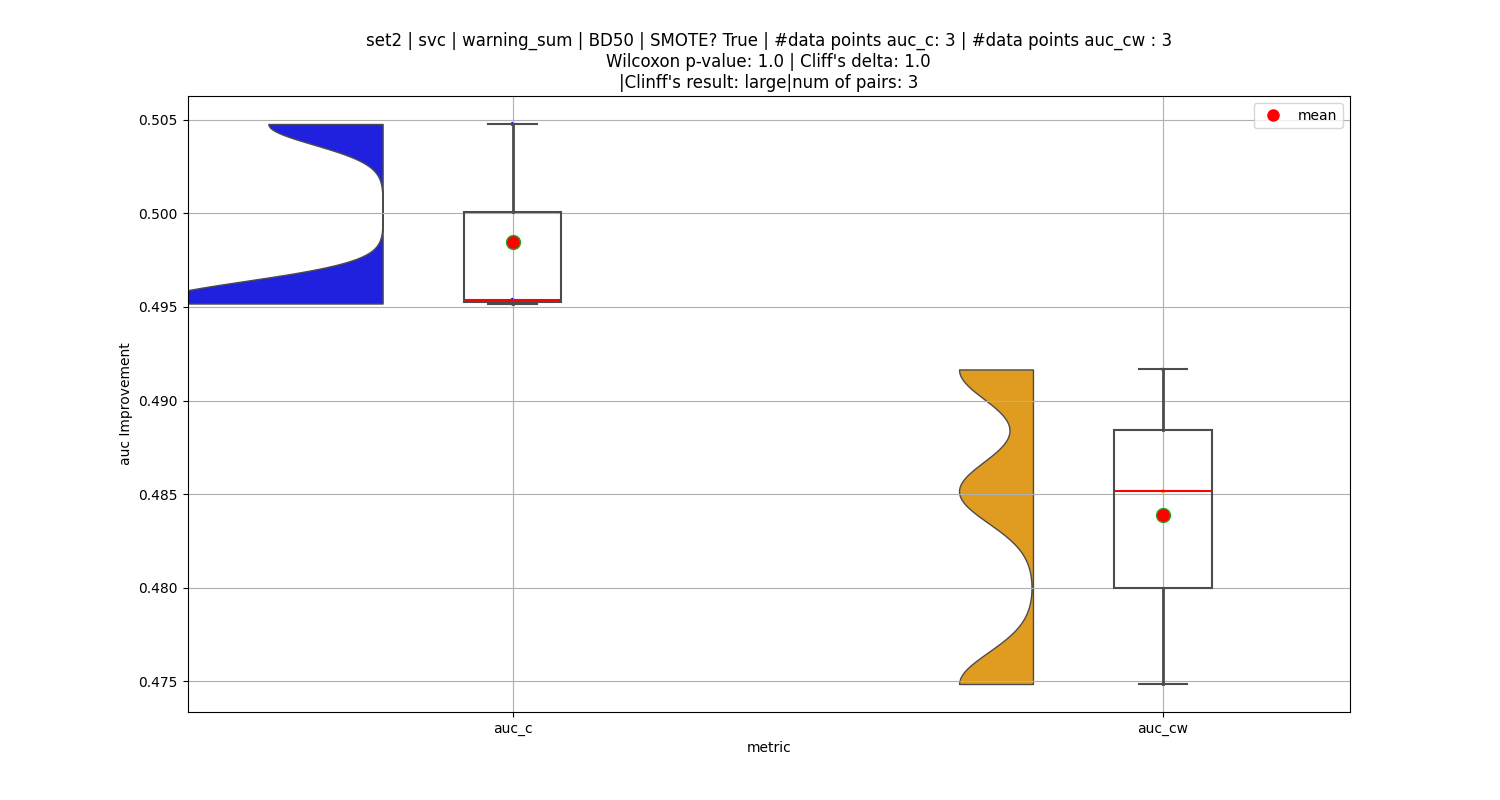 set2 | svc | warning_sum | BD50 | SMOTE? True | #data points auc_c: 3 | #data points auc_cw : 3
Wilcoxon p-value: 1.0 | Cliff's delta: 1.0
|Clinff's result: large|num of pairs: 3
mean
0.505
0.500
0.495
0.490
0.485
0.480
0.475
auc Improvement
auc_c
auc_cw
metric